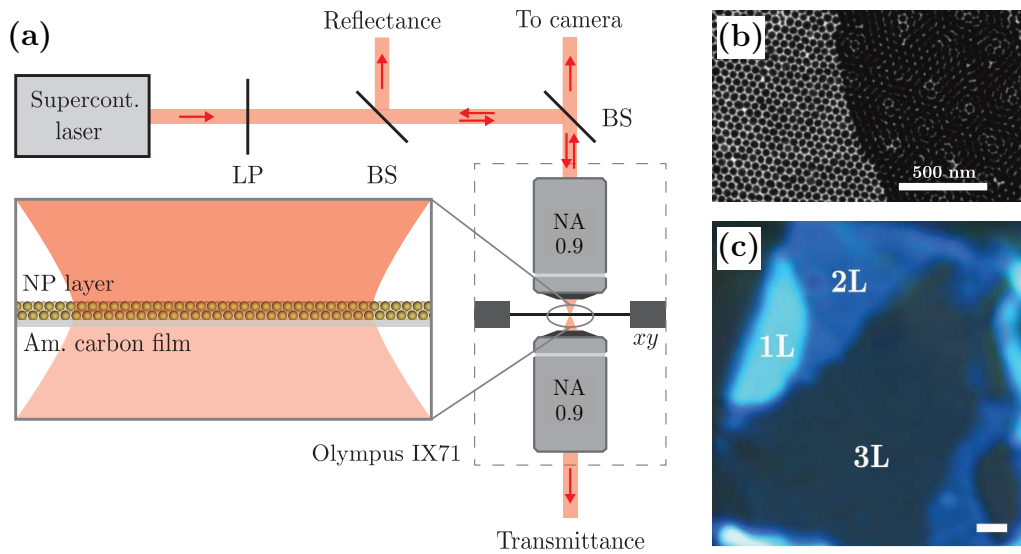 (a)
Reflectance
To camera
Supercont.
laser
LP
BS
BS
NA
0.9
NP layer
Am. carbon film
xy
NA
0.9
Olympus IX71
Transmittance
(b)
500 nm
(c)
2L
1L
3L